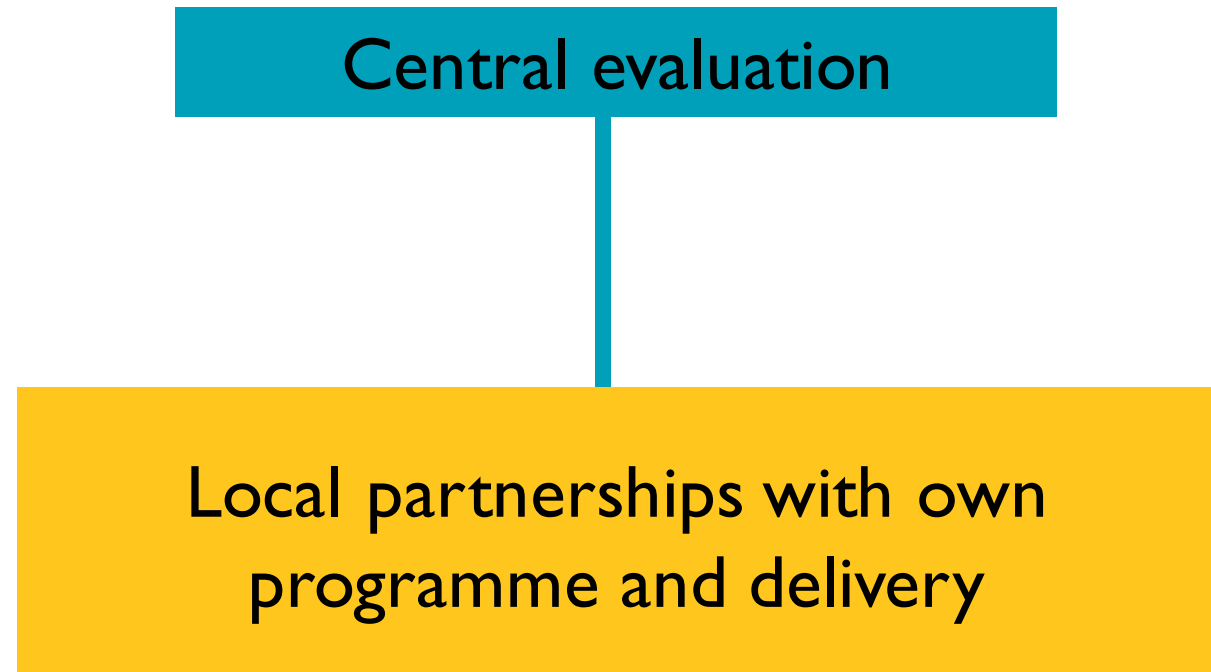 Central evaluation
Local partnerships with own
programme and delivery